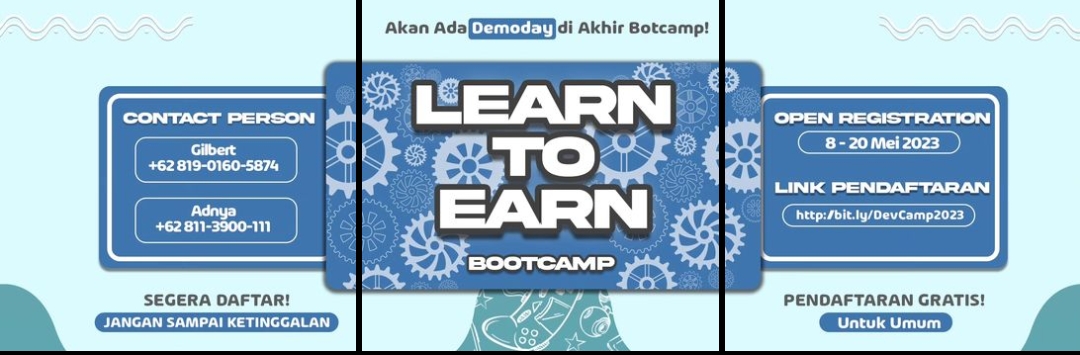 CONTACT PERSON
Gilbert
+62 819-0160-5874
Adnya
+62 811-3900-111
SEGERA DAFTAR!
JANGAN SAMPAI KETINGGALAN
Akan Ada Demoday di Akhir Botcamp!
LEARN
TO
EARN
BOOTCAMP
OPEN REGISTRATION
8 - 20 Mei 2023
LINK PENDAFTARAN
http://bit.ly/DevCamp2023
PENDAFTARAN GRATIS!
Untuk Umum